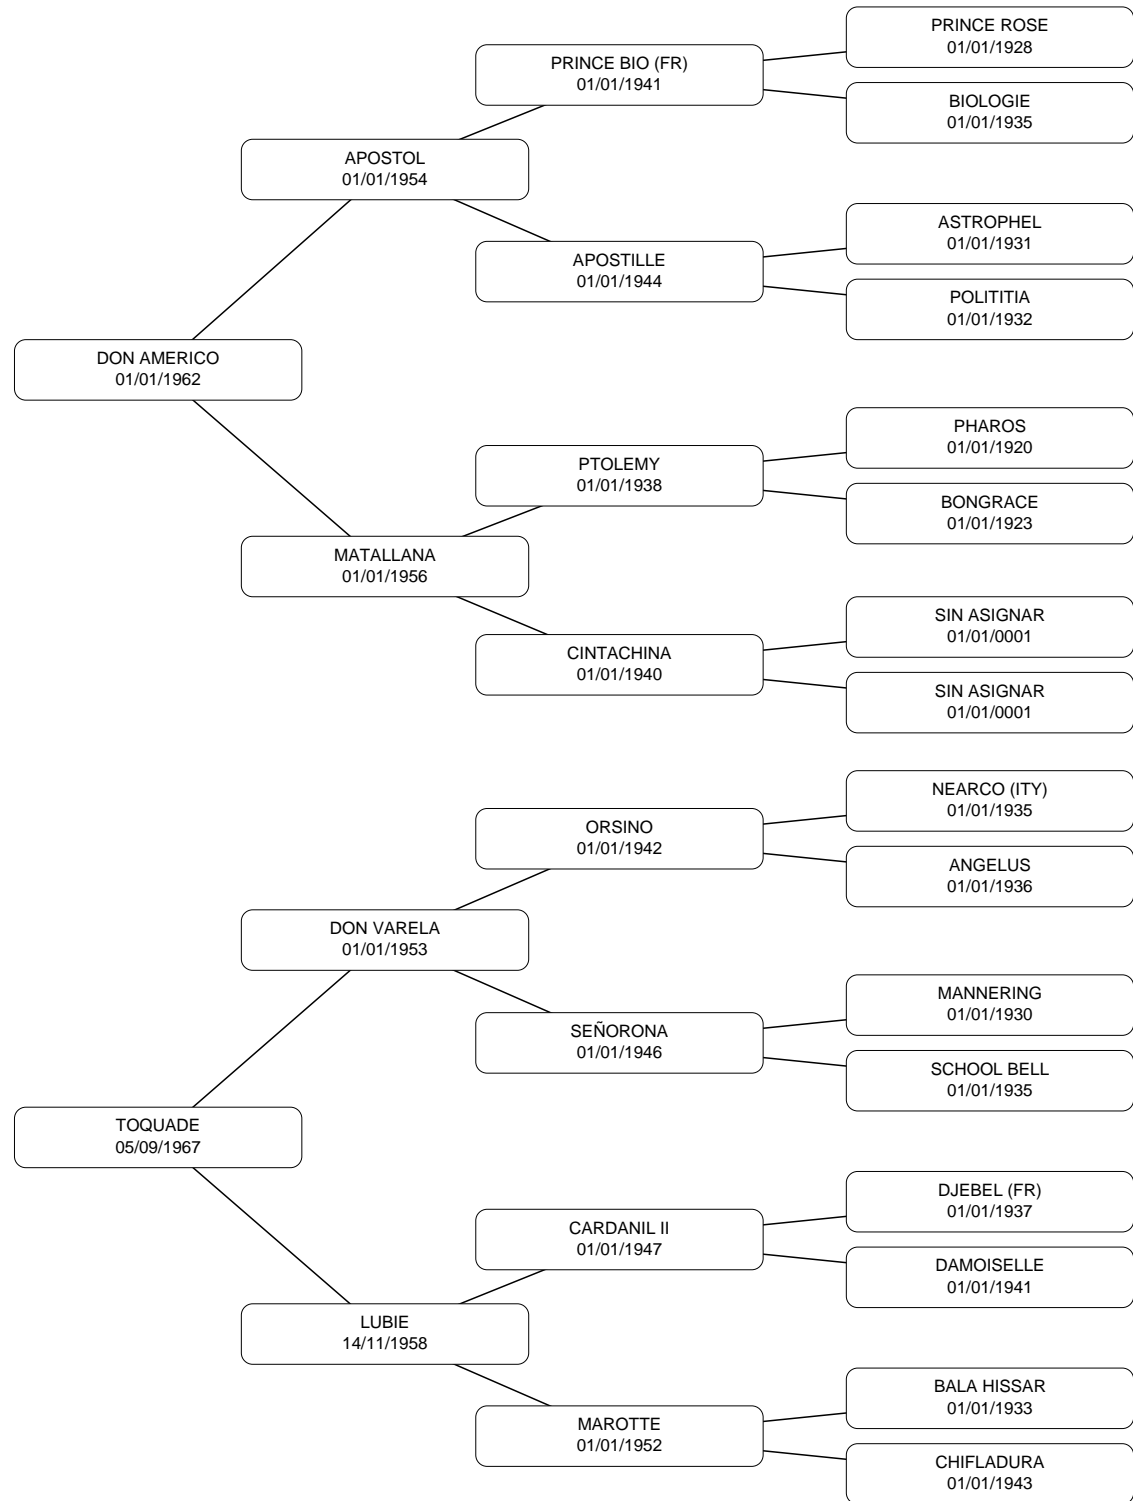 PRINCE ROSE
01/01/1928
PRINCE BIO (FR)
01/01/1941
BIOLOGIE
01/01/1935
APOSTOL
01/01/1954
ASTROPHEL
01/01/1931
APOSTILLE
01/01/1944
POLITITIA
01/01/1932
DON AMERICO
01/01/1962
PHAROS
01/01/1920
PTOLEMY
01/01/1938
BONGRACE
01/01/1923
MATALLANA
01/01/1956
SIN ASIGNAR
01/01/0001
CINTACHINA
01/01/1940
SIN ASIGNAR
01/01/0001
NEARCO (ITY)
01/01/1935
ORSINO
01/01/1942
ANGELUS
01/01/1936
DON VARELA
01/01/1953
MANNERING
01/01/1930
SEÑORONA
01/01/1946
SCHOOL BELL
01/01/1935
TOQUADE
05/09/1967
DJEBEL (FR)
01/01/1937
CARDANIL II
01/01/1947
DAMOISELLE
01/01/1941
LUBIE
14/11/1958
BALA HISSAR
01/01/1933
MAROTTE
01/01/1952
CHIFLADURA
01/01/1943